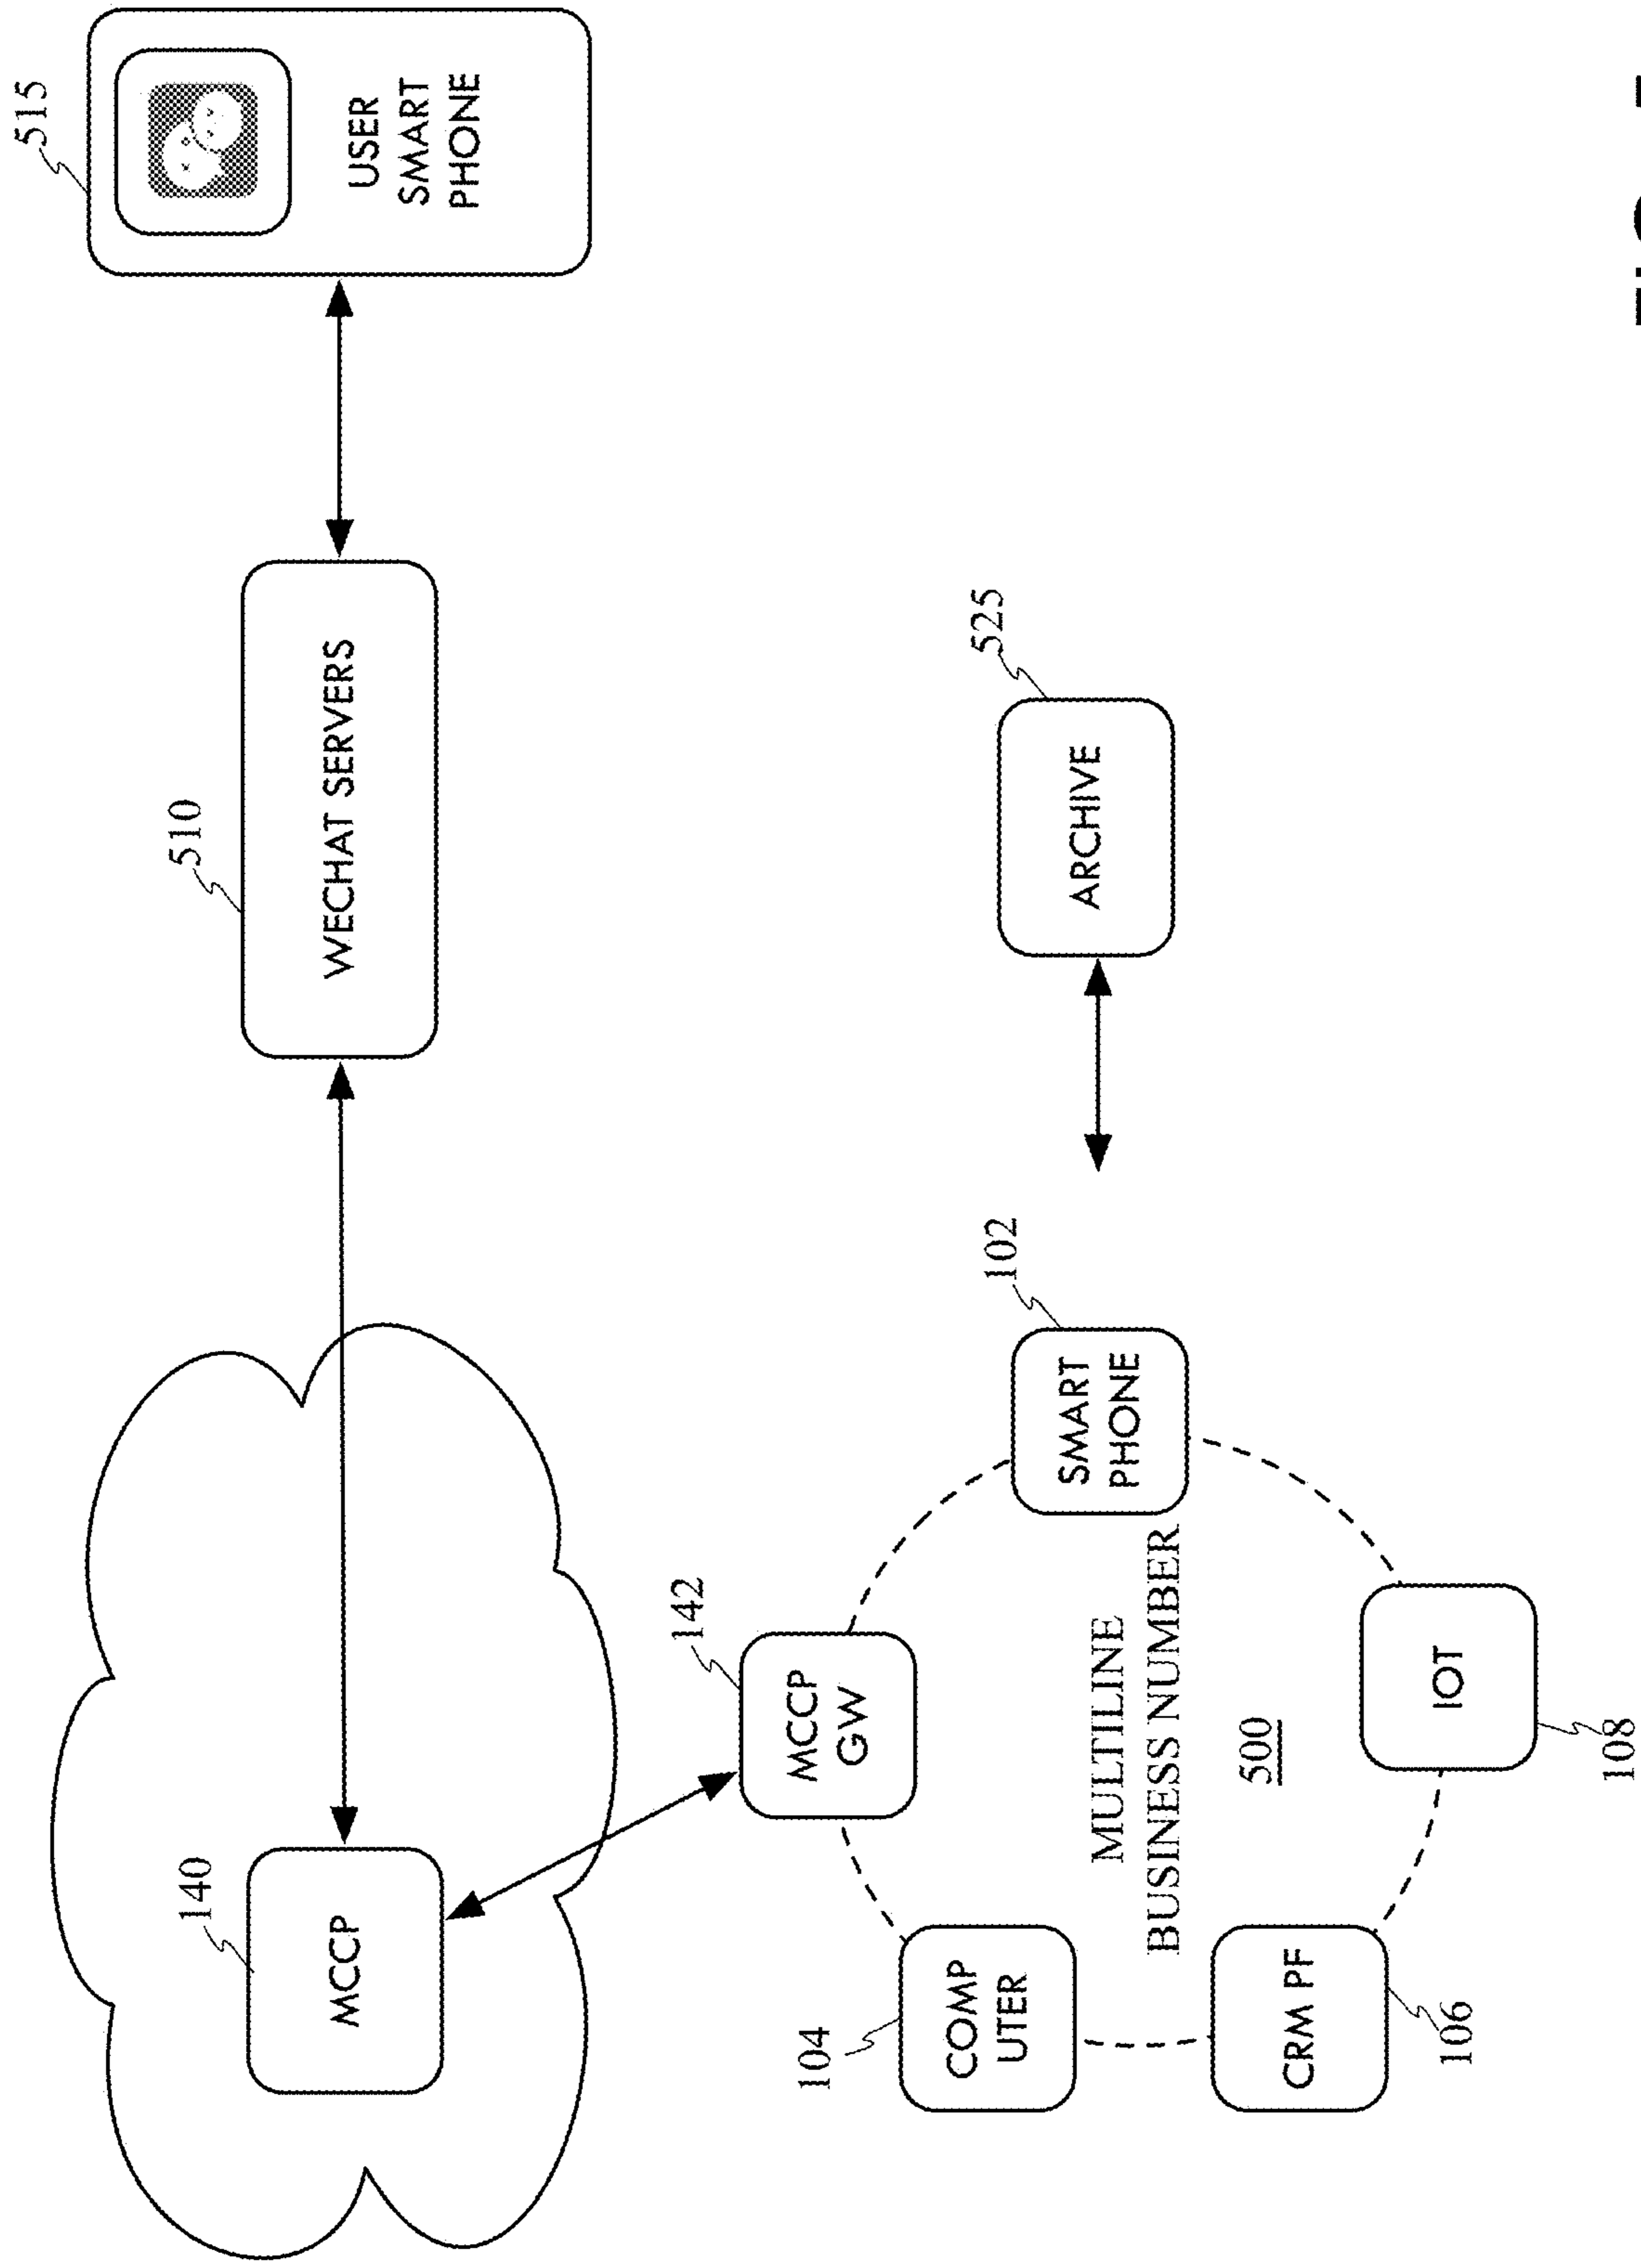 515
USER
SMART
PHONE
510
WECHAT SERVERS
140
MCCP
142
MCCP
GW
525
ARCHIVE
102
SMART
PHONE
104
COMP
UTER
MULTILINE
BUSINESS NUMBER
500
CRM PF
106
IOT
108